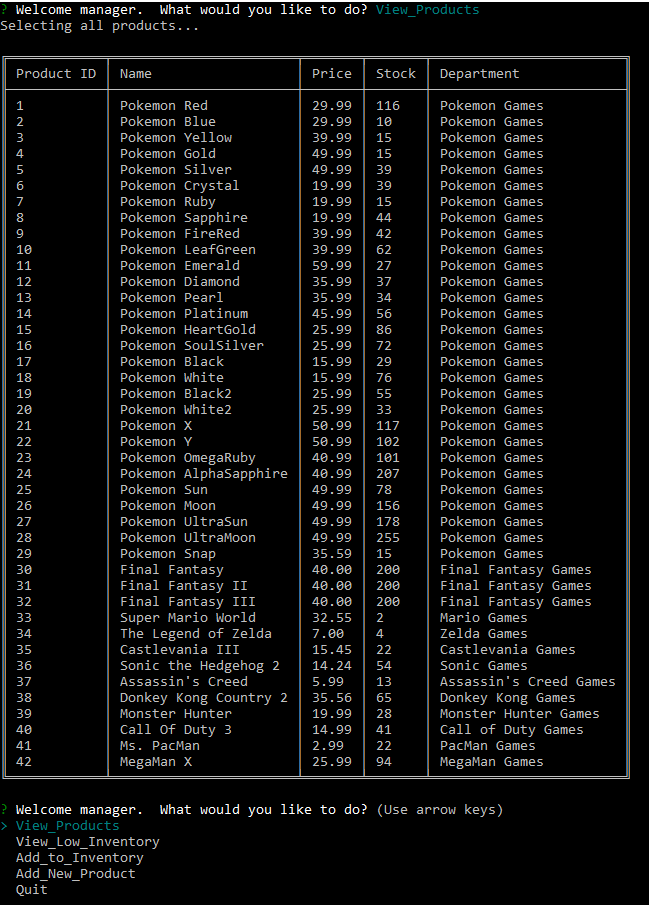 ? Welcome manager.  What would you like to do? View_Products
Selecting all products...
Product ID Name Price Stock Department
1 Pokemon Red 29.99 116 Pokemon Games
2 Pokemon Blue 29.99 10 Pokemon Games
3 Pokemon Yellow 39.99 15 Pokemon Games
4 Pokemon Gold 49.99 15 Pokemon Games
5 Pokemon Silver 49.99 39 Pokemon Games
6 Pokemon Crystal 19.99 39 Pokemon Games
7 Pokemon Ruby 19.99 15 Pokemon Games
8 Pokemon Sapphire 19.99 44 Pokemon Games
9 Pokemon FireRed 39.99 42 Pokemon Games
10 Pokemon LeafGreen 39.99 62 Pokemon Games
11 Pokemon Emerald 59.99 27 Pokemon Games
12 Pokemon Diamond 35.99 37 Pokemon Games
13 Pokemon Pearl 35.99 34 Pokemon Games
14 Pokemon Platinum 45.99 56 Pokemon Games
15 Pokemon HeartGold 25.99 86 Pokemon Games
16 Pokemon SoulSilver 25.99 72 Pokemon Games
17 Pokemon Black 15.99 29 Pokemon Games
18 Pokemon White 15.99 76 Pokemon Games
19 Pokemon Black2 25.99 55 Pokemon Games
20 Pokemon White2 25.99 33 Pokemon Games
21 Pokemon X 50.99 117 Pokemon Games
22 Pokemon Y 50.99 102 Pokemon Games
23 Pokemon OmegaRuby 40.99 101 Pokemon Games
24 Pokemon AlphaSapphire 40.99 207 Pokemon Games
25 Pokemon Sun 49.99 78 Pokemon Games
26 Pokemon Moon 49.99 156 Pokemon Games
27 Pokemon UltraSun 49.99 178 Pokemon Games
28 Pokemon UltraMoon 49.99 255 Pokemon Games
29 Pokemon Snap 35.59 15 Pokemon Games
30 Final Fantasy 40.00 200 Final Fantasy Games
31 Final Fantasy II 40.00 200 Final Fantasy Games
32 Final Fantasy III 40.00 200 Final Fantasy Games
33 Super Mario World 32.55 2 Mario Games
34 The Legend of Zelda 7.00 4 Zelda Games
35 Castlevania III 15.45 22 Castlevania Games
36 Sonic the Hedgehog 2 14.24 54 Sonic Games
37 Assassin's Creed 5.99 13 Assassin's Creed Games
38 Donkey Kong Country 2 35.56 65 Donkey Kong Games
39 Monster Hunter 19.99 28 Monster Hunter Games
40 Call Of Duty 3 14.99 41 Call of Duty Games
41 Ms. PacMan 2.99 22 PacMan Games
42 MegaMan X 25.99 94 MegaMan Games
? Welcome manager.  What would you like to do? (Use arrow keys)
> View_Products
View_Low_Inventory
Add_to_Inventory
Add_New_Product
Quit